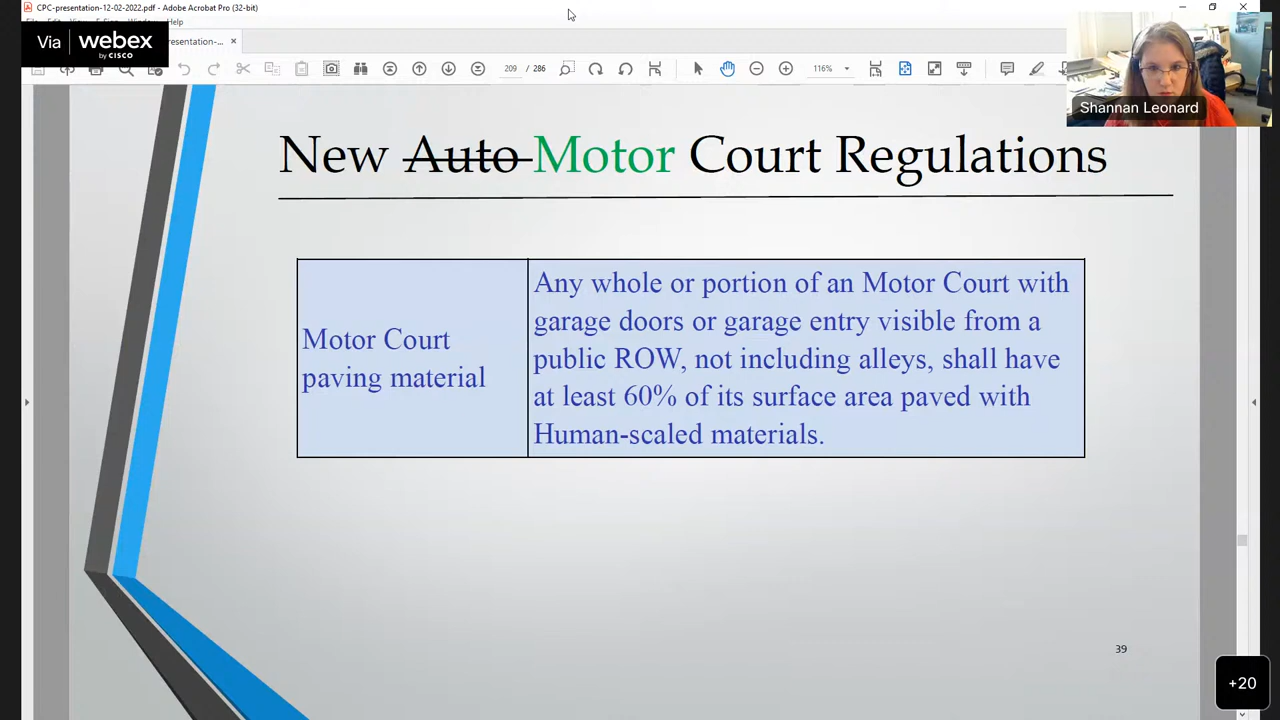 CPC-presentation-12-02-2022.pdf - Adobe Acrobat Pro (32-bit)
Help
Via webex
by CISCO
presentation-...
209 / 286
116%
Shannan Leonard
New Auto Motor Court Regulations
Motor Court
paving material
Any whole or portion of an Motor Court with
garage doors or garage entry visible from a
public ROW, not including alleys, shall have
at least 60% of its surface area paved with
Human-scaled materials.
39
+20